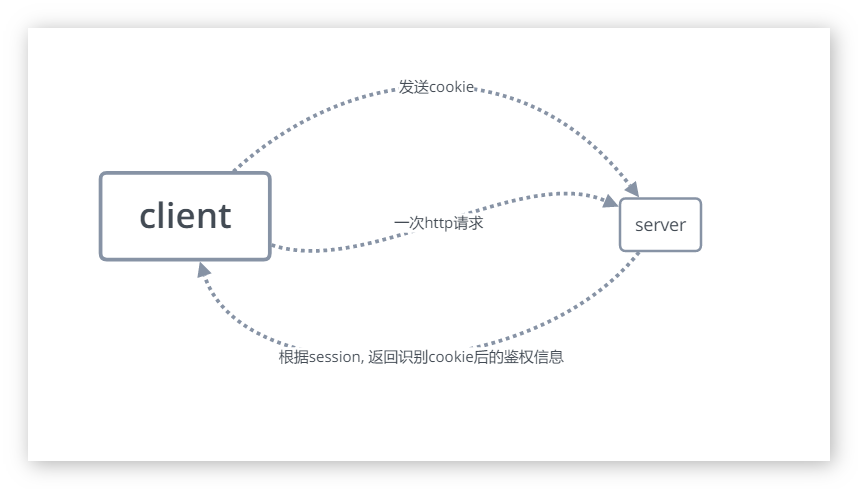 发送cookie
client
一次http请求
server
根据session, 返回识别cookie后的鉴权信息